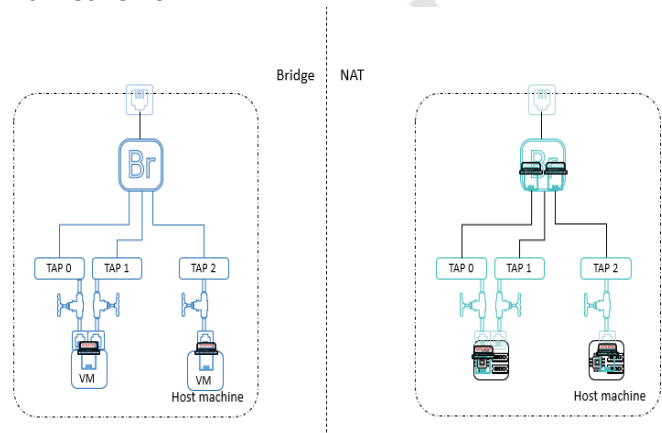 Bridge NAT
Br
TAP 0 TAP 1 TAP 2
VM VM
Host machine
Br
TAP 0 TAP 1 TAP 2
Host machine